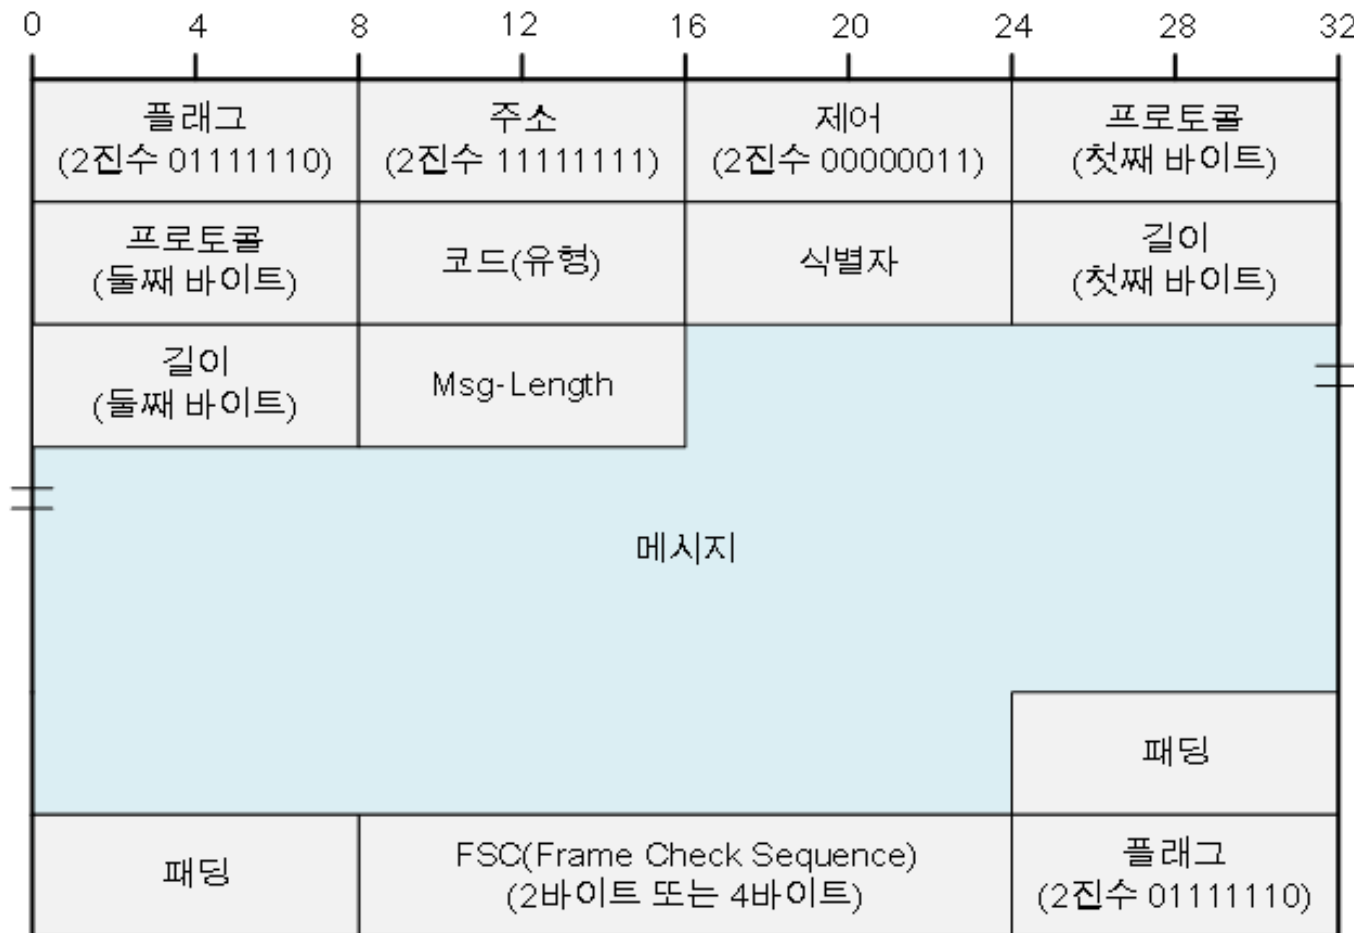 0 4 8 12 16 20 24 28 32
플래그 주소 제어 프로토콜
(2진수 01111110) (2진수 11111111) (2진수 00000011) (첫째 바이트)
프로토콜
(둘째 바이트)
코드(유형)
식별자
길이
(첫째 바이트)
길이
(둘째 바이트)
Msg-Length
메시지
패딩
패딩
FSC(Frame Check Sequence)
(2바이트 또는 4바이트)
플래그
(2진수 01111110)